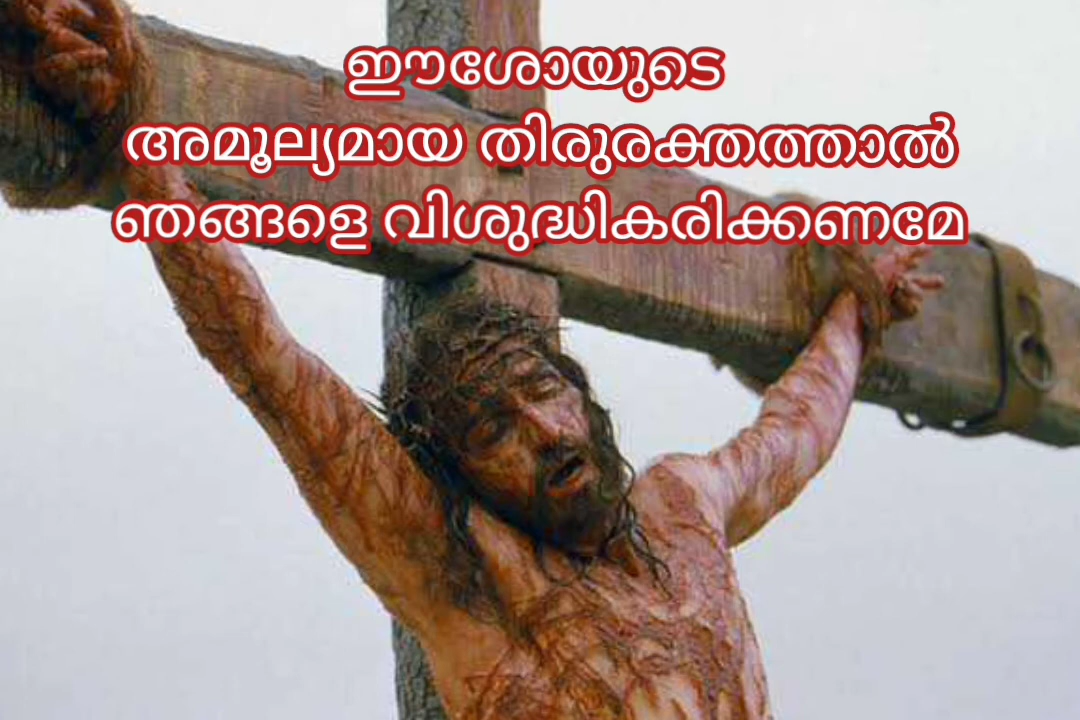 ഈശോയുടെ
അമൂല്യമായ തിരുരക്തത്താൽ
ഞങ്ങളെ വിശുദ്ധികരിക്കണമേ